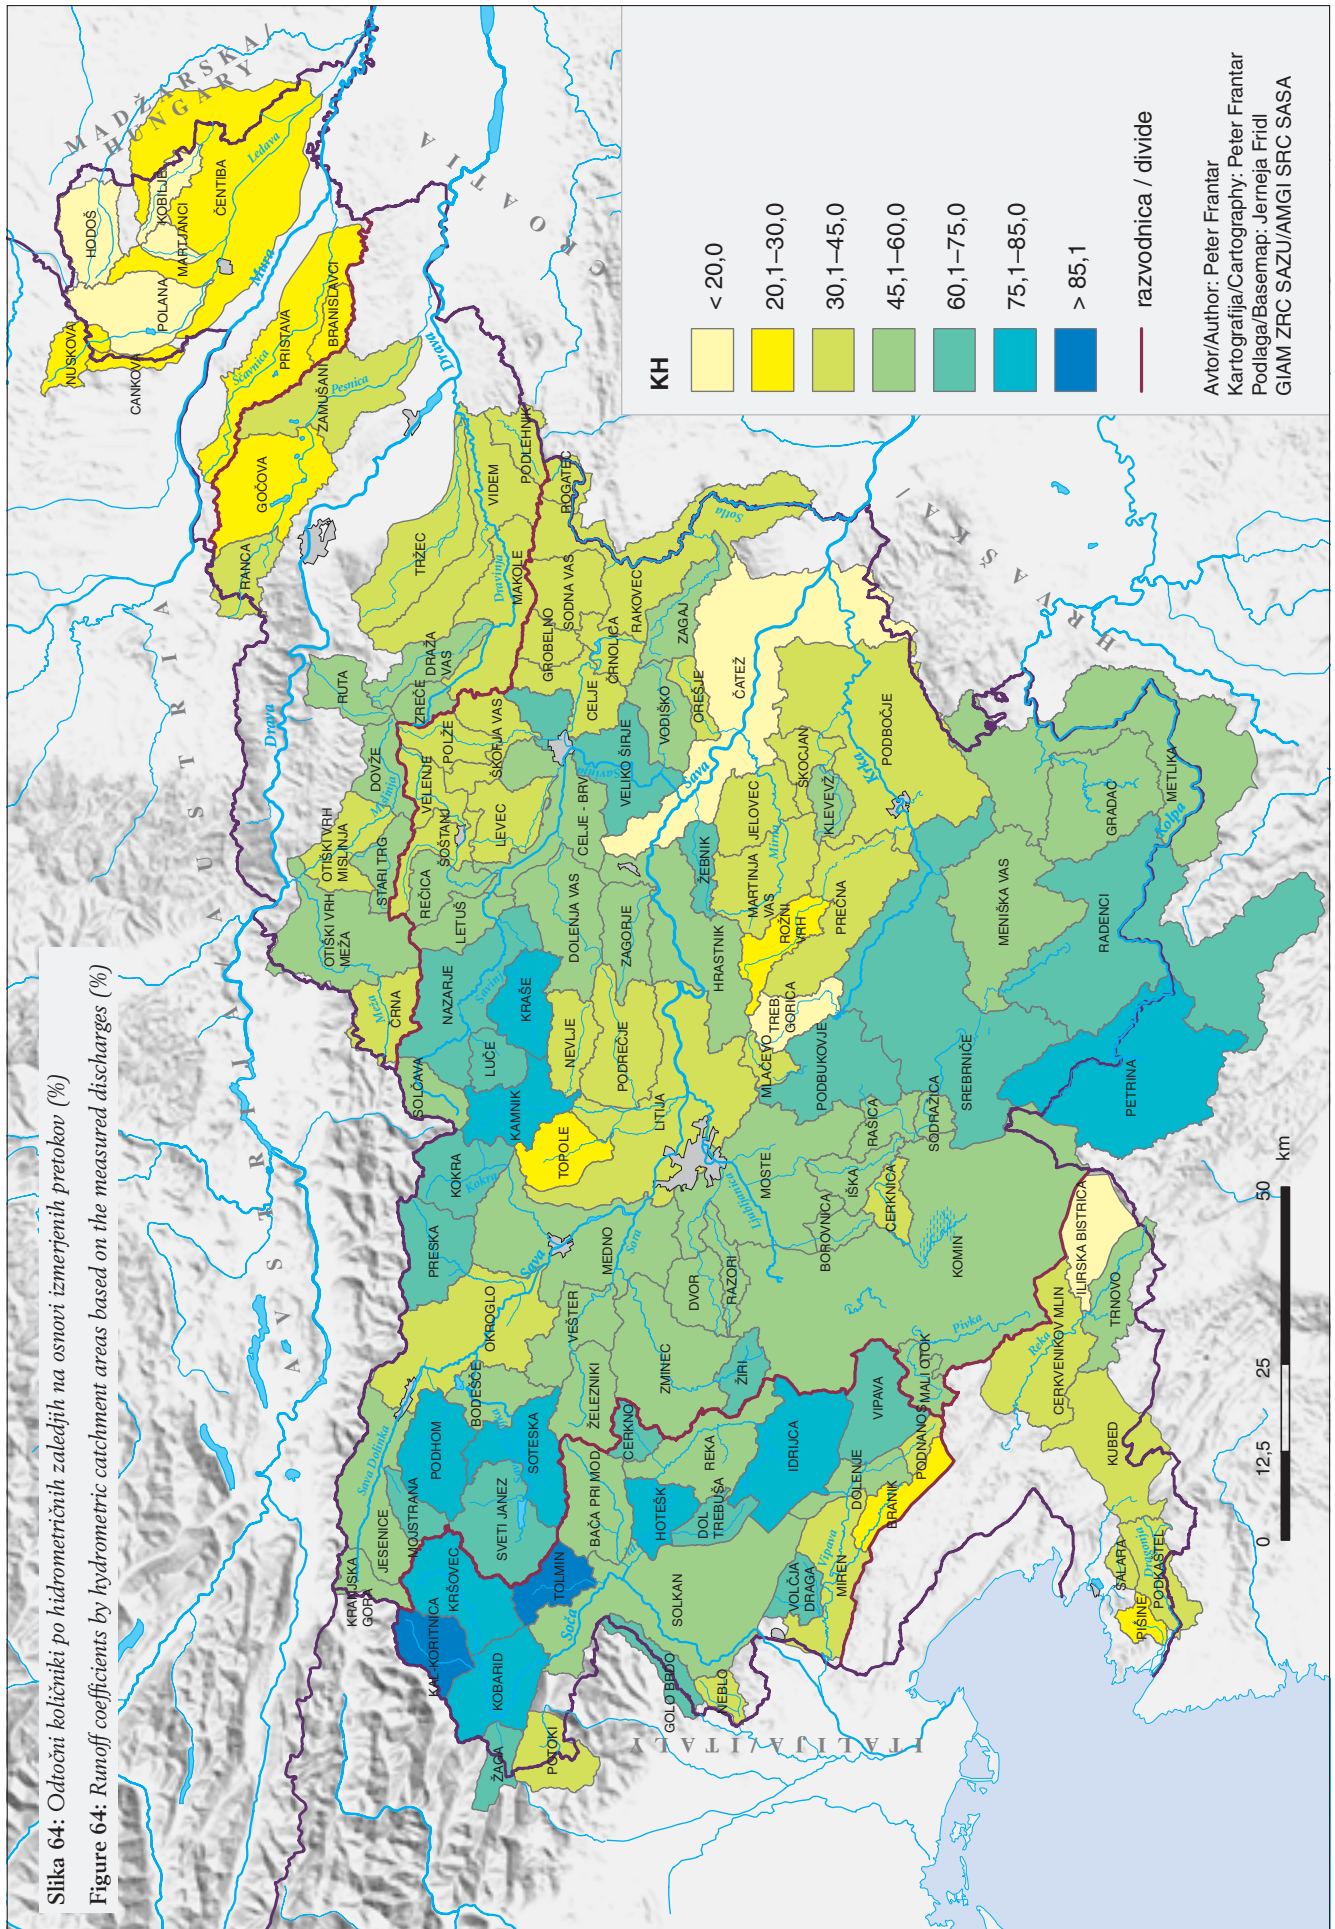 Slika 64: Odtočni količniki po hidrometričnih zaledjih na osnovi izmerjenih pretokov (%)
Figure 64: Runoff coefficients by hydrometric catchment areas based on the measured discharges (%)
AVSTRIJA / AUSTRIA
MADŽARSKA /
HUNGARY
HRVAŠKA /
CROATIA
ITALIJA / ITALY
KRANJSKA
GORA
JESENICE
MOJSTRANA
Sava Dolinka
PODHOM
BODEŠČE
SVETI JANEZ
SOTESKA
KRŠOVEC
KAL-KORITNICA
KOBARID
ŽAGA
POTOKI
TOLMIN
Soča
BAČA PRI MOD
HOTEŠK
DOL
TREBUŠA
REKA
CERKNO
SOLKAN
GOLO BRDO
NEBLO
VOLČJA
DRAGA
MIREN
Vipava
DOLENJE
BRANIK
PODNANOS
VIPAVA
MALI OTOK
IDRIJCA
ŽIRI
ŽELEZNIKI
ZMINEC
VEŠTER
MEDNO
Sora
OKROGLO
PRESKA
KOKRA
Kokra
Sava
DVOR
RAZORI
Ljubljanica
MOSTE
BOROVNICA
IŠKA
CERKNICA
KOMIN
Pivka
RAŠICA
SODRAŽICA
ILIRSKA BISTRICA
TRNOVO
CERKVENIKOV MLIN
Reka
KUBED
SALARA
Dragonja
PODKAŠTEL
PIŠINE
SOLČAVA
LUČE
KAMNIK
NAZARJE
Savinja
KRAŠE
NEVLJE
PODREČJE
TOPOLE
LITIJA
ČRNA
Meža
OTIŠKI VRH
MEŽA
OTIŠKI VRH
MISLINJA
STARI TRG
Mislinja
DOVŽE
RUTA
Drava
REČICA
LETUŠ
ŠOŠTANJ
VELENJE
LEVEC
POLŽE
ŠKOFJA VAS
ZREČE
DRAŽA
VAS
DOLENJA VAS
CELJE - BRV
ZAGORJE
HRASTNIK
VELIKO ŠIRJE
Savinja
CELJE
ČRNOLICA
GROBELNO
SODNA VAS
RAKOVEC
VODIŠKO
OREŠJE
ZAGAJ
Sotla
ROGATEC
TRŽEC
VIDEM
PODLEHNIK
Dravinja
MAKOLE
RANCA
GOČOVA
ZAMUŠANI
Pesnica
Drava
Ščavnica
PRISTAVA
BRANISLAVCI
Mura
NUSKOVA
CANKOVA
POLANA
HODOŠ
KOBILJE
MARTJANCI
ČENTIBA
Ledava
ČATEŽ
Sava
ŽEBNIK
MARTINJA
VAS
JELOVEC
Mirna
ŠKOCJAN
KLEVEVŽ
PODBOČJE
Krka
ROŽNI
VRH
PREČNA
TREB.
GORICA
MLAČEVO
PODBUKOVJE
SREBRNIČE
MENIŠKA VAS
GRADAC
METLIKA
Kolpa
RADENCI
PETRINA
KH
< 20,0
20,1–30,0
30,1–45,0
45,1–60,0
60,1–75,0
75,1–85,0
> 85,1
razvodnica / divide
Avtor/Author: Peter Frantar
Kartografija/Cartography: Peter Frantar
Podlaga/Basemap: Jerneja Fridl
GIAM ZRC SAZU/AMGI SRC SASA
0 12,5 25 50 km